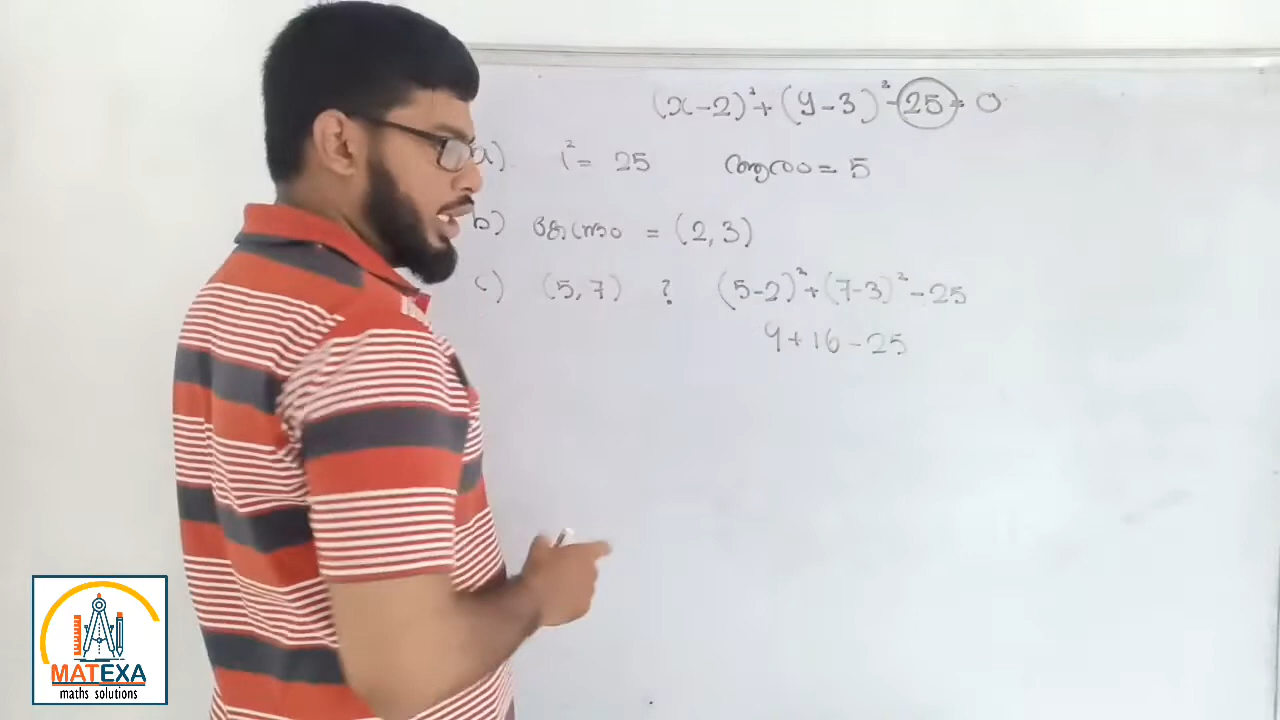 (x-2)²+(y-3)²-25=0
a) r²= 25 ആരം= 5
b) കേന്ദ്രം = (2,3)
c) (5,7) ? (5-2)²+(7-3)²-25
9+16-25
MATEXA
maths solutions